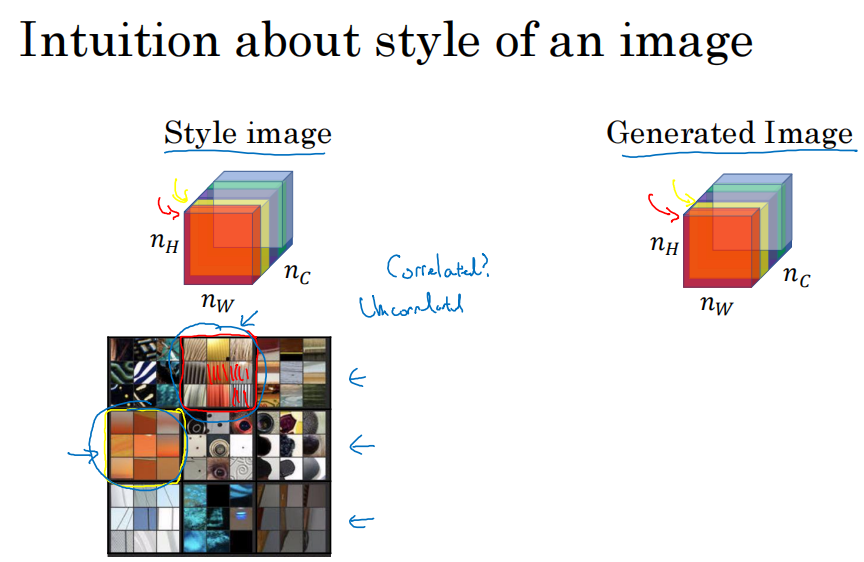 Intuition about style of an image
Style image
Generated Image
n_H
n_C
n_W
n_H
n_C
n_W
Correlated?
Uncorrelated